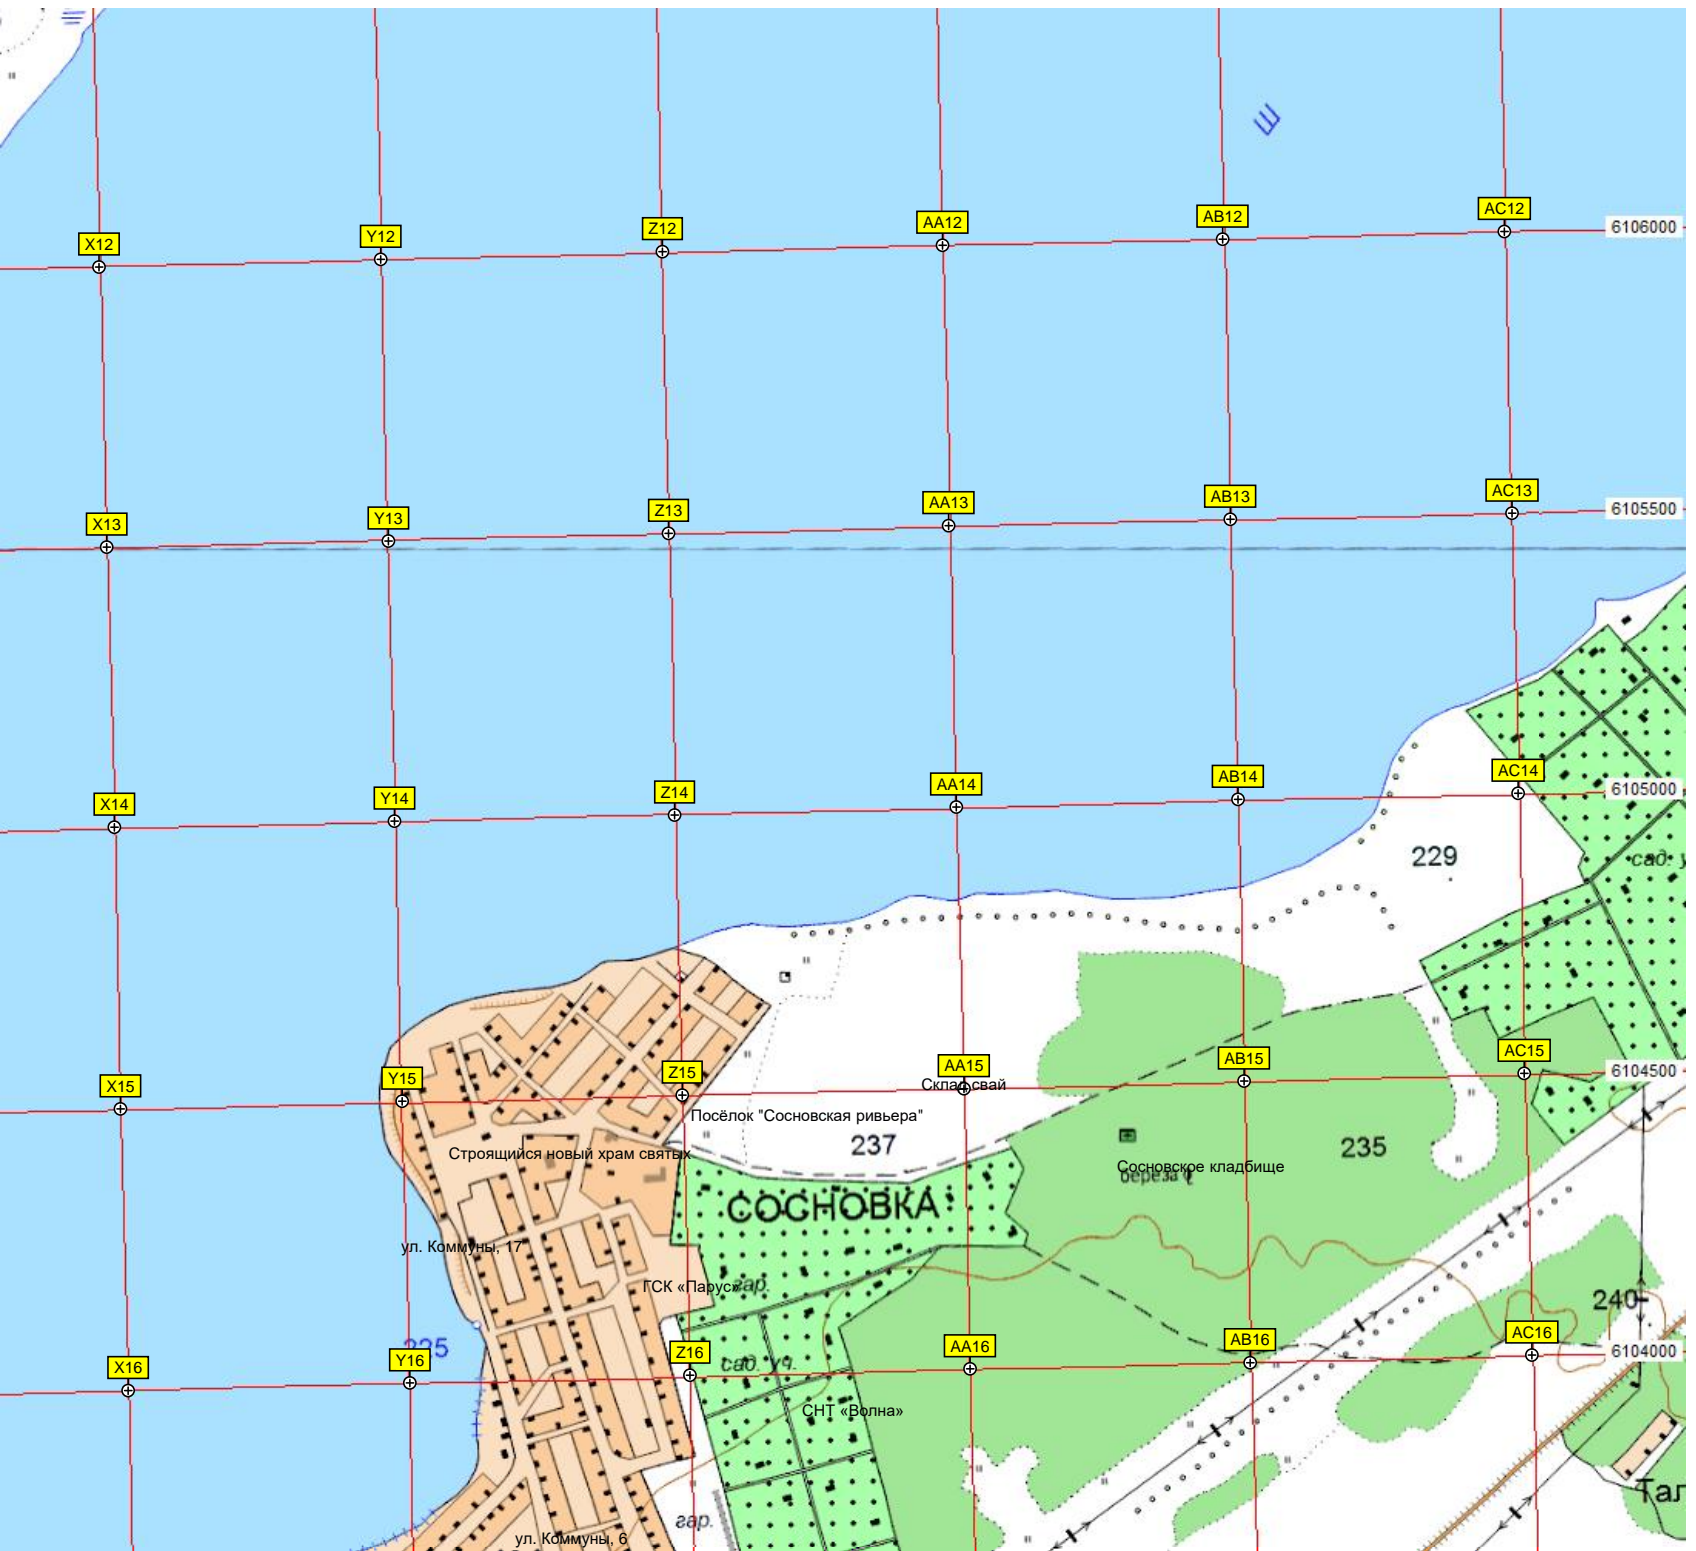 X12
Y12
Z12
AA12
AB12
AC12
6106000
X13
Y13
Z13
AA13
AB13
AC13
6105500
X14
Y14
Z14
AA14
AB14
AC14
6105000
229
сад. у
X15
Y15
Z15
AA15
AB15
AC15
6104500
Склад свай
Посёлок "Сосновская ривьера"
237
235
Строящийся новый храм святых
Сосновское кладбище
береза
СОСНОВКА
ул. Коммуны, 17
ГСК «Парус»
гар.
240
225
X16
Y16
Z16
AA16
AB16
AC16
6104000
сад. уч.
СНТ «Волна»
Тал
гар.
ул. Коммуны, 6